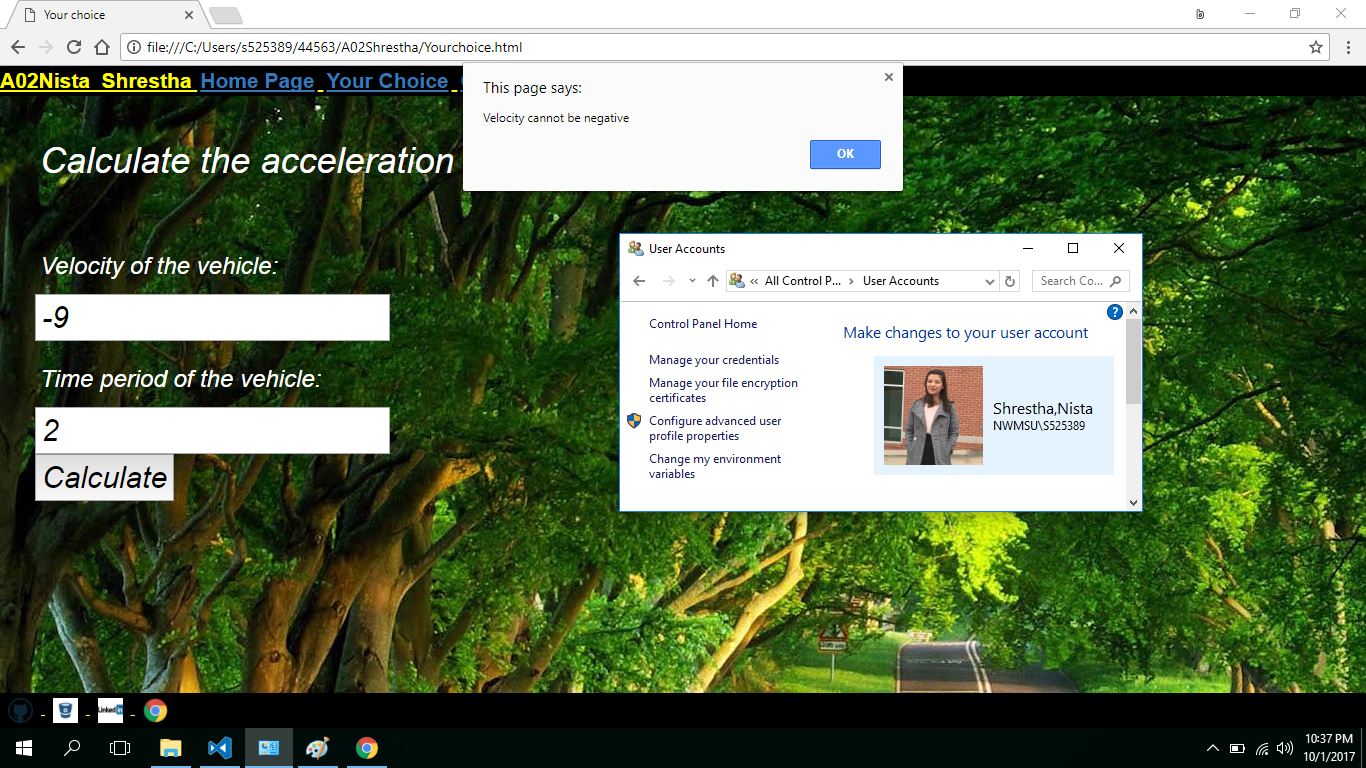 Your choice
file:///C:/Users/s525389/44563/A02Shrestha/Yourchoice.html
A02Nista Shrestha Home Page Your Choice
This page says:
Velocity cannot be negative
OK
Calculate the acceleration
Velocity of the vehicle:
-9
Time period of the vehicle:
2
Calculate
User Accounts
« All Control P... > User Accounts
Search Co...
Control Panel Home
Make changes to your user account
Manage your credentials
Manage your file encryption
certificates
Configure advanced user
profile properties
Change my environment
variables
Shrestha,Nista
NWMSU\S525389
?
- - -
LinkedIn
10:37 PM
10/1/2017